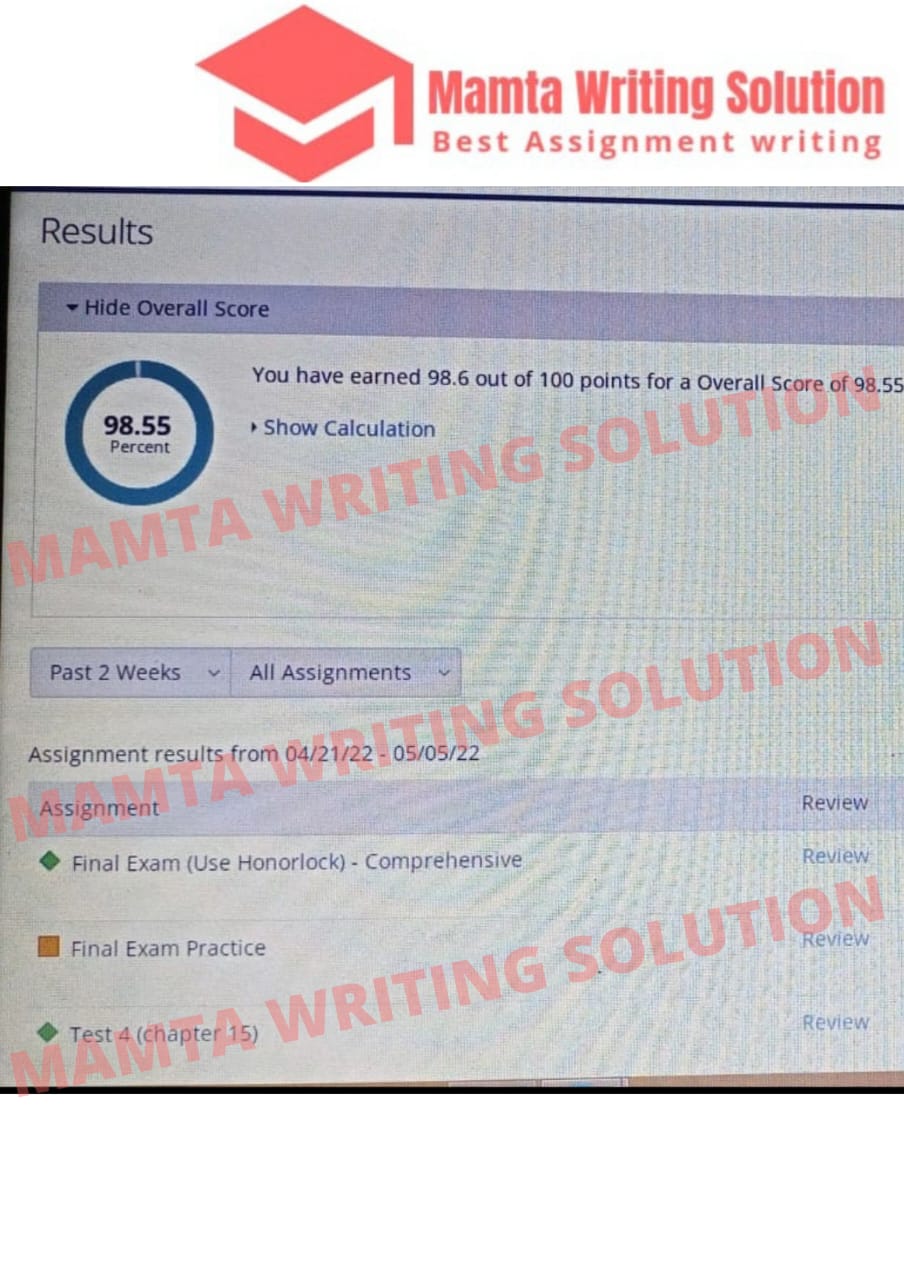 Mamta Writing Solution
Best Assignment writing
Results
Hide Overall Score
98.55
Percent
You have earned 98.6 out of 100 points for a Overall Score of 98.55
Show Calculation
MAMTA WRITING SOLUTION
Past 2 Weeks
All Assignments
MAMTA WRITING SOLUTION
Assignment results from 04/21/22 - 05/05/22
Assignment Review
Final Exam (Use Honorlock) - Comprehensive Review
Final Exam Practice Review
MAMTA WRITING SOLUTION
Test 4 (chapter 15) Review